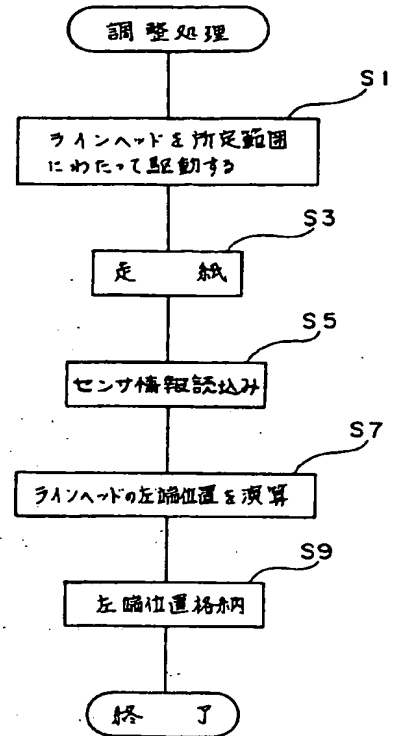 調整処理
S1
ラインヘッドを所定範囲
にわたって駆動する
S3
走 紙
S5
センサ情報読込み
S7
ラインヘッドの左端位置を演算
S9
左端位置格納
終 了